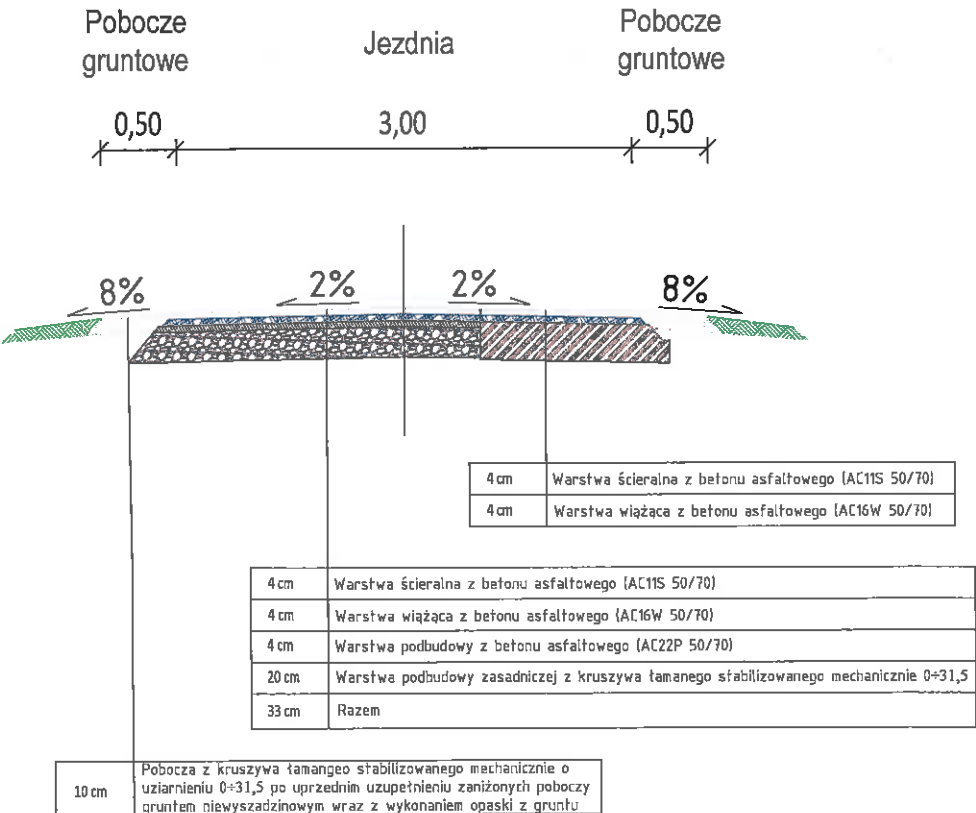 Pobocze
gruntowe
Jezdnia
Pobocze
gruntowe
0,50
3,00
0,50
8%
2%
2%
8%
4 cm Warstwa ścieralna z betonu asfaltowego (AC11S 50/70)
4 cm Warstwa wiążąca z betonu asfaltowego (AC16W 50/70)
4 cm Warstwa ścieralna z betonu asfaltowego (AC11S 50/70)
4 cm Warstwa wiążąca z betonu asfaltowego (AC16W 50/70)
4 cm Warstwa podbudowy z betonu asfaltowego (AC22P 50/70)
20 cm Warstwa podbudowy zasadniczej z kruszywa łamanego stabilizowanego mechanicznie 0÷31,5
33 cm Razem
Pobocza z kruszywa łamangeo stabilizowanego mechanicznie o
10 cm uziarnieniu 0÷31,5 po uprzednim uzupełnieniu zaniżonych poboczy
gruntem niewyszadzinowym wraz z wykonaniem opaski z gruntu